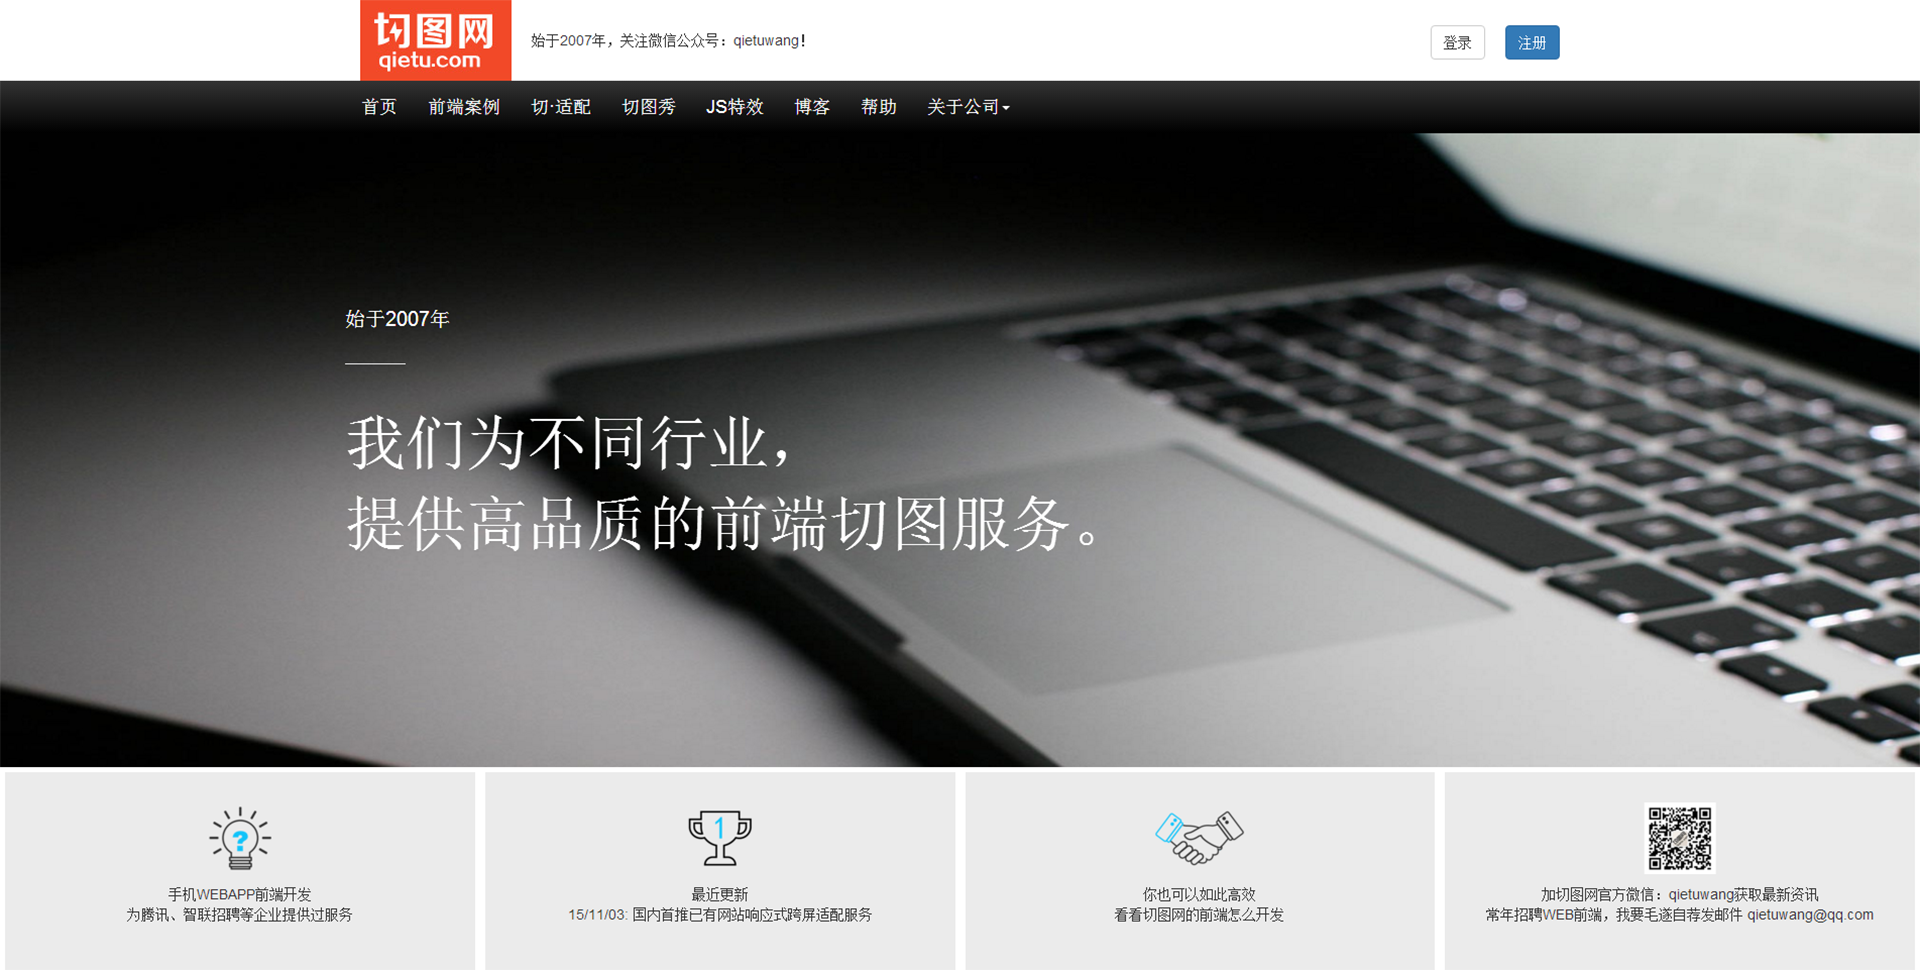 切图网
qietu.com
始于2007年，关注微信公众号：qietuwang！
登录
注册
首页
前端案例
切·适配
切图秀
JS特效
博客
帮助
关于公司
始于2007年
我们为不同行业，
提供高品质的前端切图服务。
?
手机WEBAPP前端开发
为腾讯、智联招聘等企业提供过服务
1
最近更新
15/11/03: 国内首推已有网站响应式跨屏适配服务
你也可以如此高效
看看切图网的前端怎么开发
加切图网官方微信：qietuwang获取最新资讯
常年招聘WEB前端，我要毛遂自荐发邮件 qietuwang@qq.com